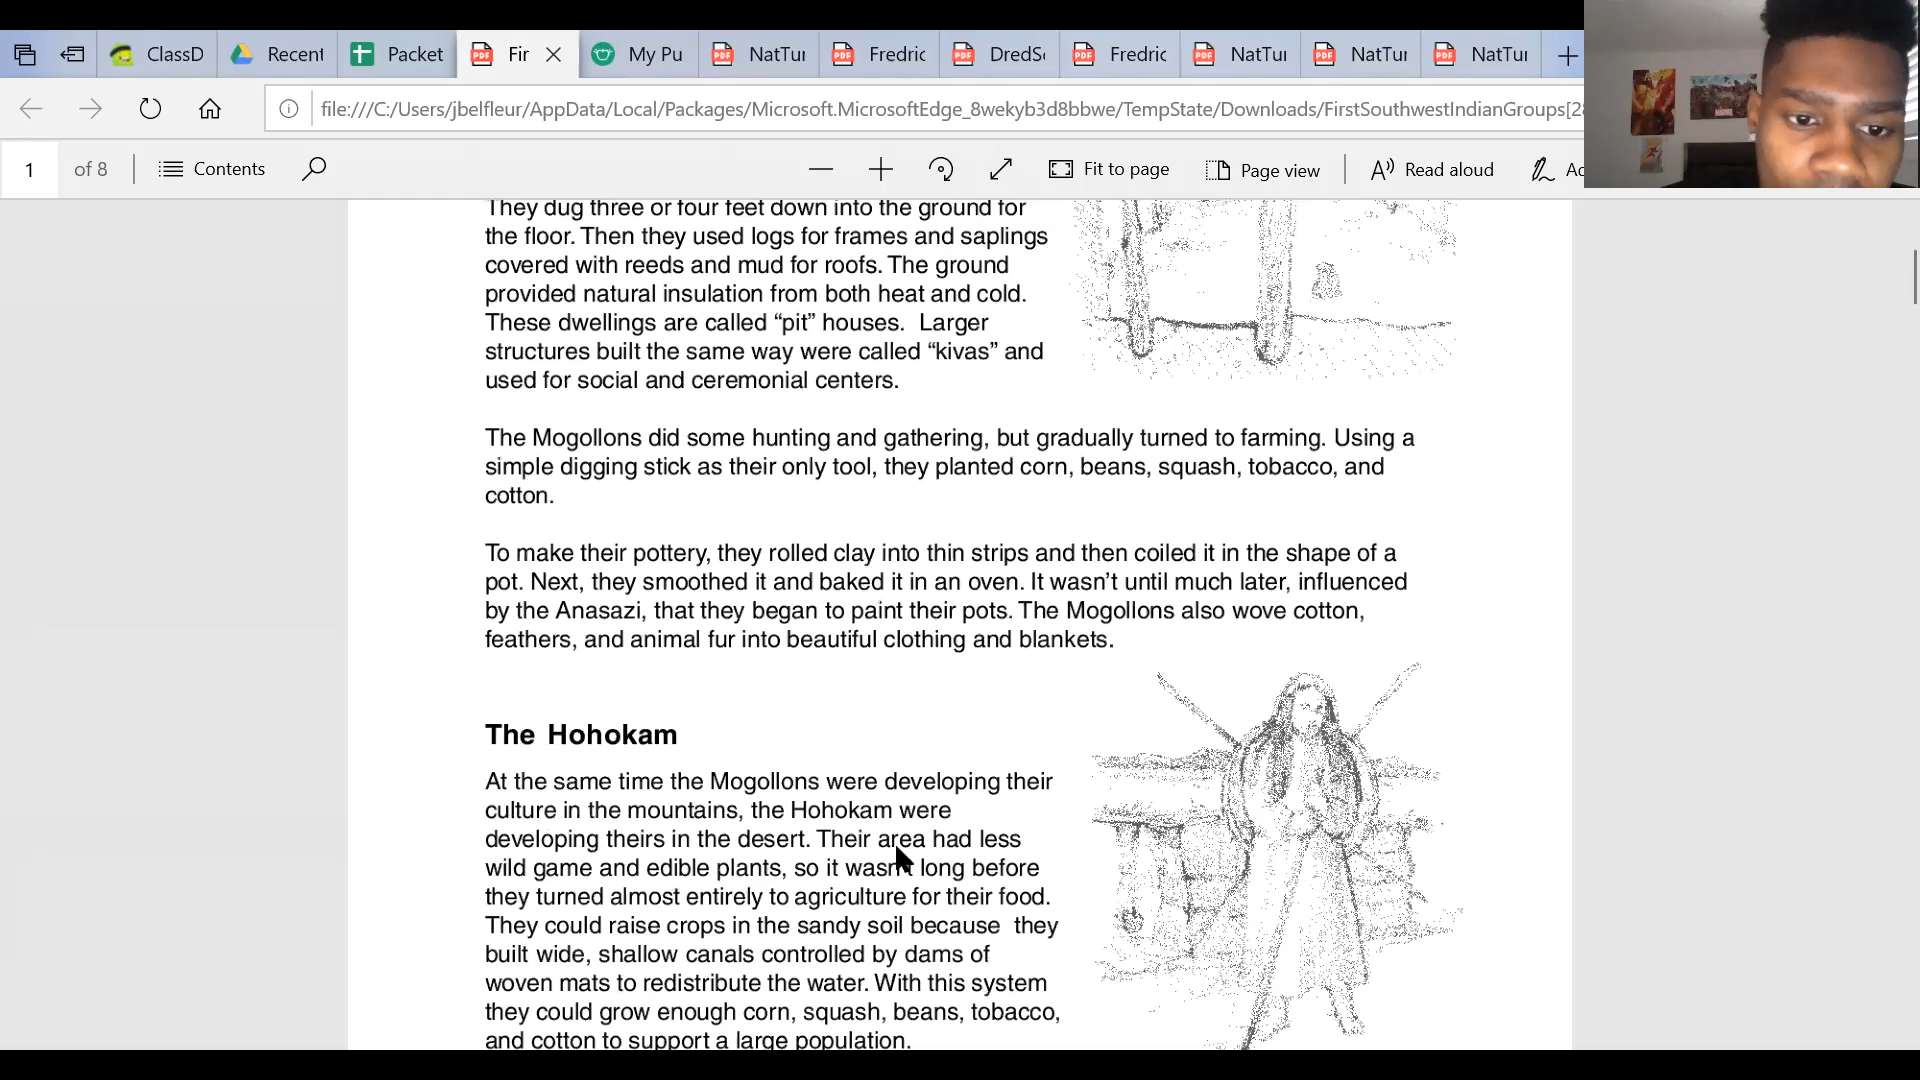 ClassD
Recent
Packet
Fir
My Pu
NatTur
Fredric
DredSc
Fredric
NatTur
NatTur
NatTur
file:///C:/Users/jbelfleur/AppData/Local/Packages/Microsoft.MicrosoftEdge_8wekyb3d8bbwe/TempState/Downloads/FirstSouthwestIndianGroups[28
1 of 8
Contents
Fit to page
Page view
Read aloud
They dug three or four feet down into the ground for
the floor. Then they used logs for frames and saplings
covered with reeds and mud for roofs. The ground
provided natural insulation from both heat and cold.
These dwellings are called “pit” houses. Larger
structures built the same way were called “kivas” and
used for social and ceremonial centers.
The Mogollons did some hunting and gathering, but gradually turned to farming. Using a
simple digging stick as their only tool, they planted corn, beans, squash, tobacco, and
cotton.
To make their pottery, they rolled clay into thin strips and then coiled it in the shape of a
pot. Next, they smoothed it and baked it in an oven. It wasn’t until much later, influenced
by the Anasazi, that they began to paint their pots. The Mogollons also wove cotton,
feathers, and animal fur into beautiful clothing and blankets.
The Hohokam
At the same time the Mogollons were developing their
culture in the mountains, the Hohokam were
developing theirs in the desert. Their area had less
wild game and edible plants, so it wasn’t long before
they turned almost entirely to agriculture for their food.
They could raise crops in the sandy soil because they
built wide, shallow canals controlled by dams of
woven mats to redistribute the water. With this system
they could grow enough corn, squash, beans, tobacco,
and cotton to support a large population.